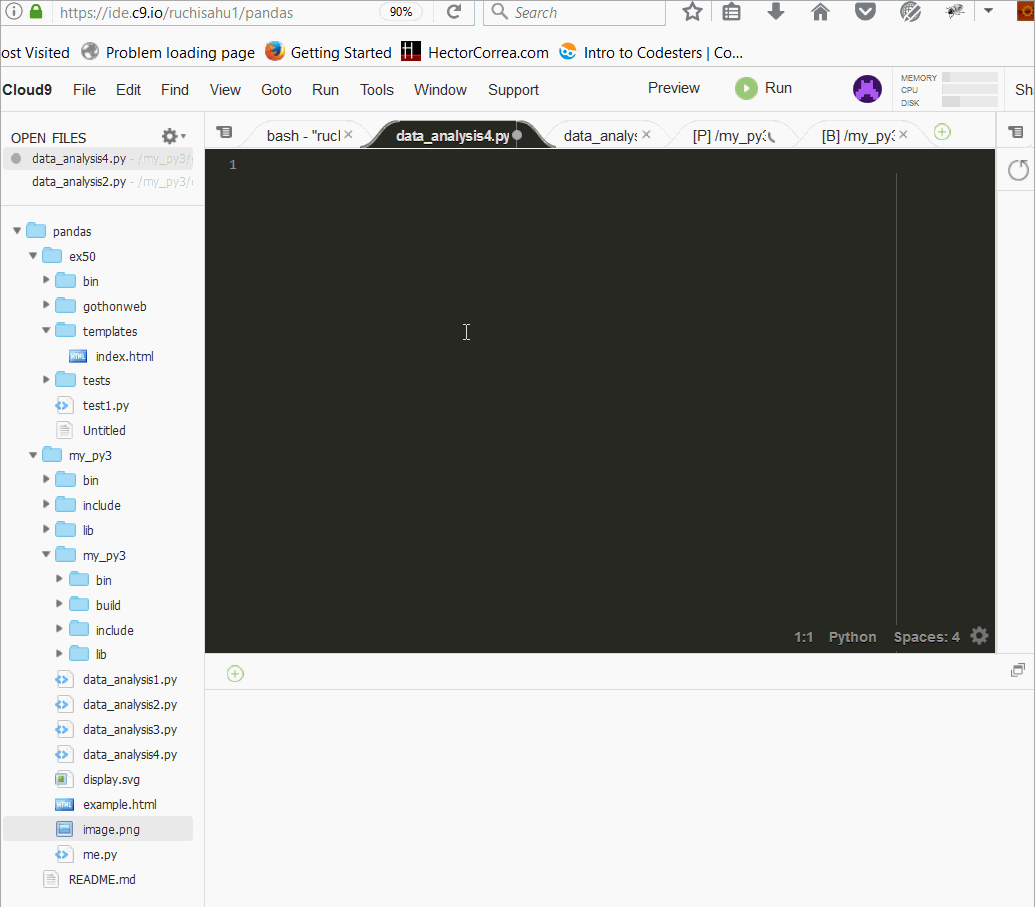 https://ide.c9.io/ruchisahu1/pandas 90% Search
ost Visited Problem loading page Getting Started HectorCorrea.com Intro to Codesters | Co...
Cloud9 File Edit Find View Goto Run Tools Window Support Preview Run MEMORY CPU DISK Sh
OPEN FILES
data_analysis4.py - /my_py3/
data_analysis2.py - /my_py3/
bash - "rucl data_analysis4.py data_analys [P] /my_py3 [B] /my_py3
1
pandas
ex50
bin
gothonweb
templates
index.html
tests
test1.py
Untitled
my_py3
bin
include
lib
my_py3
bin
build
include
lib
data_analysis1.py
data_analysis2.py
data_analysis3.py
data_analysis4.py
display.svg
example.html
image.png
me.py
README.md
1:1 Python Spaces: 4